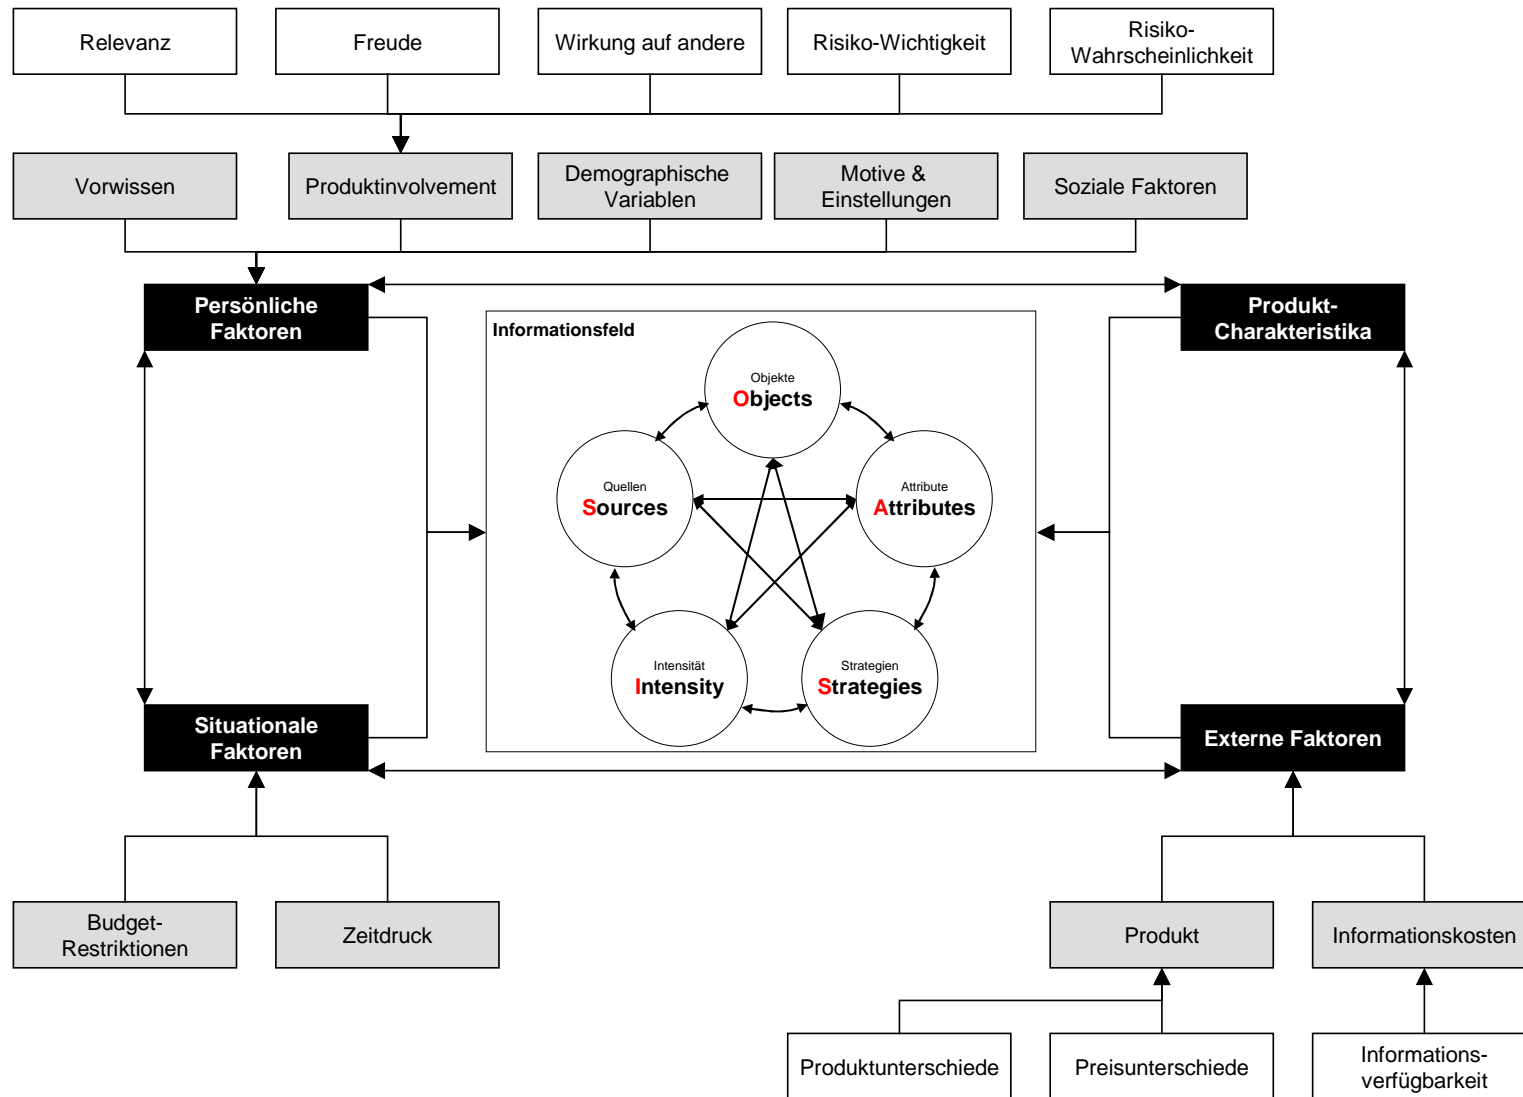 Relevanz
Freude
Wirkung auf andere
Risiko-Wichtigkeit
Risiko-
Wahrscheinlichkeit
Vorwissen
Produktinvolvement
Demographische
Variablen
Motive &
Einstellungen
Soziale Faktoren
Persönliche
Faktoren
Produkt-
Charakteristika
Informationsfeld
Objekte
Objects
Quellen
Sources
Attribute
Attributes
Intensität
Intensity
Strategien
Strategies
Situationale
Faktoren
Externe Faktoren
Budget-
Restriktionen
Zeitdruck
Produkt
Informationskosten
Produktunterschiede
Preisunterschiede
Informations-
verfügbarkeit